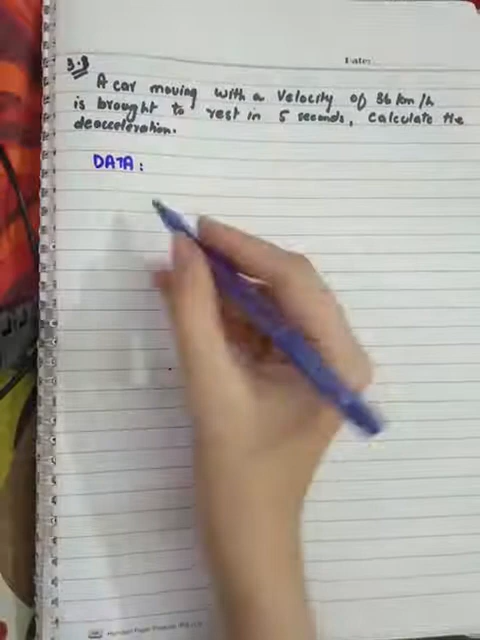 3.8
A car moving with a Velocity of 36 km/h
is brought to rest in 5 seconds, Calculate the
deacceleration.
DATA:
Date: